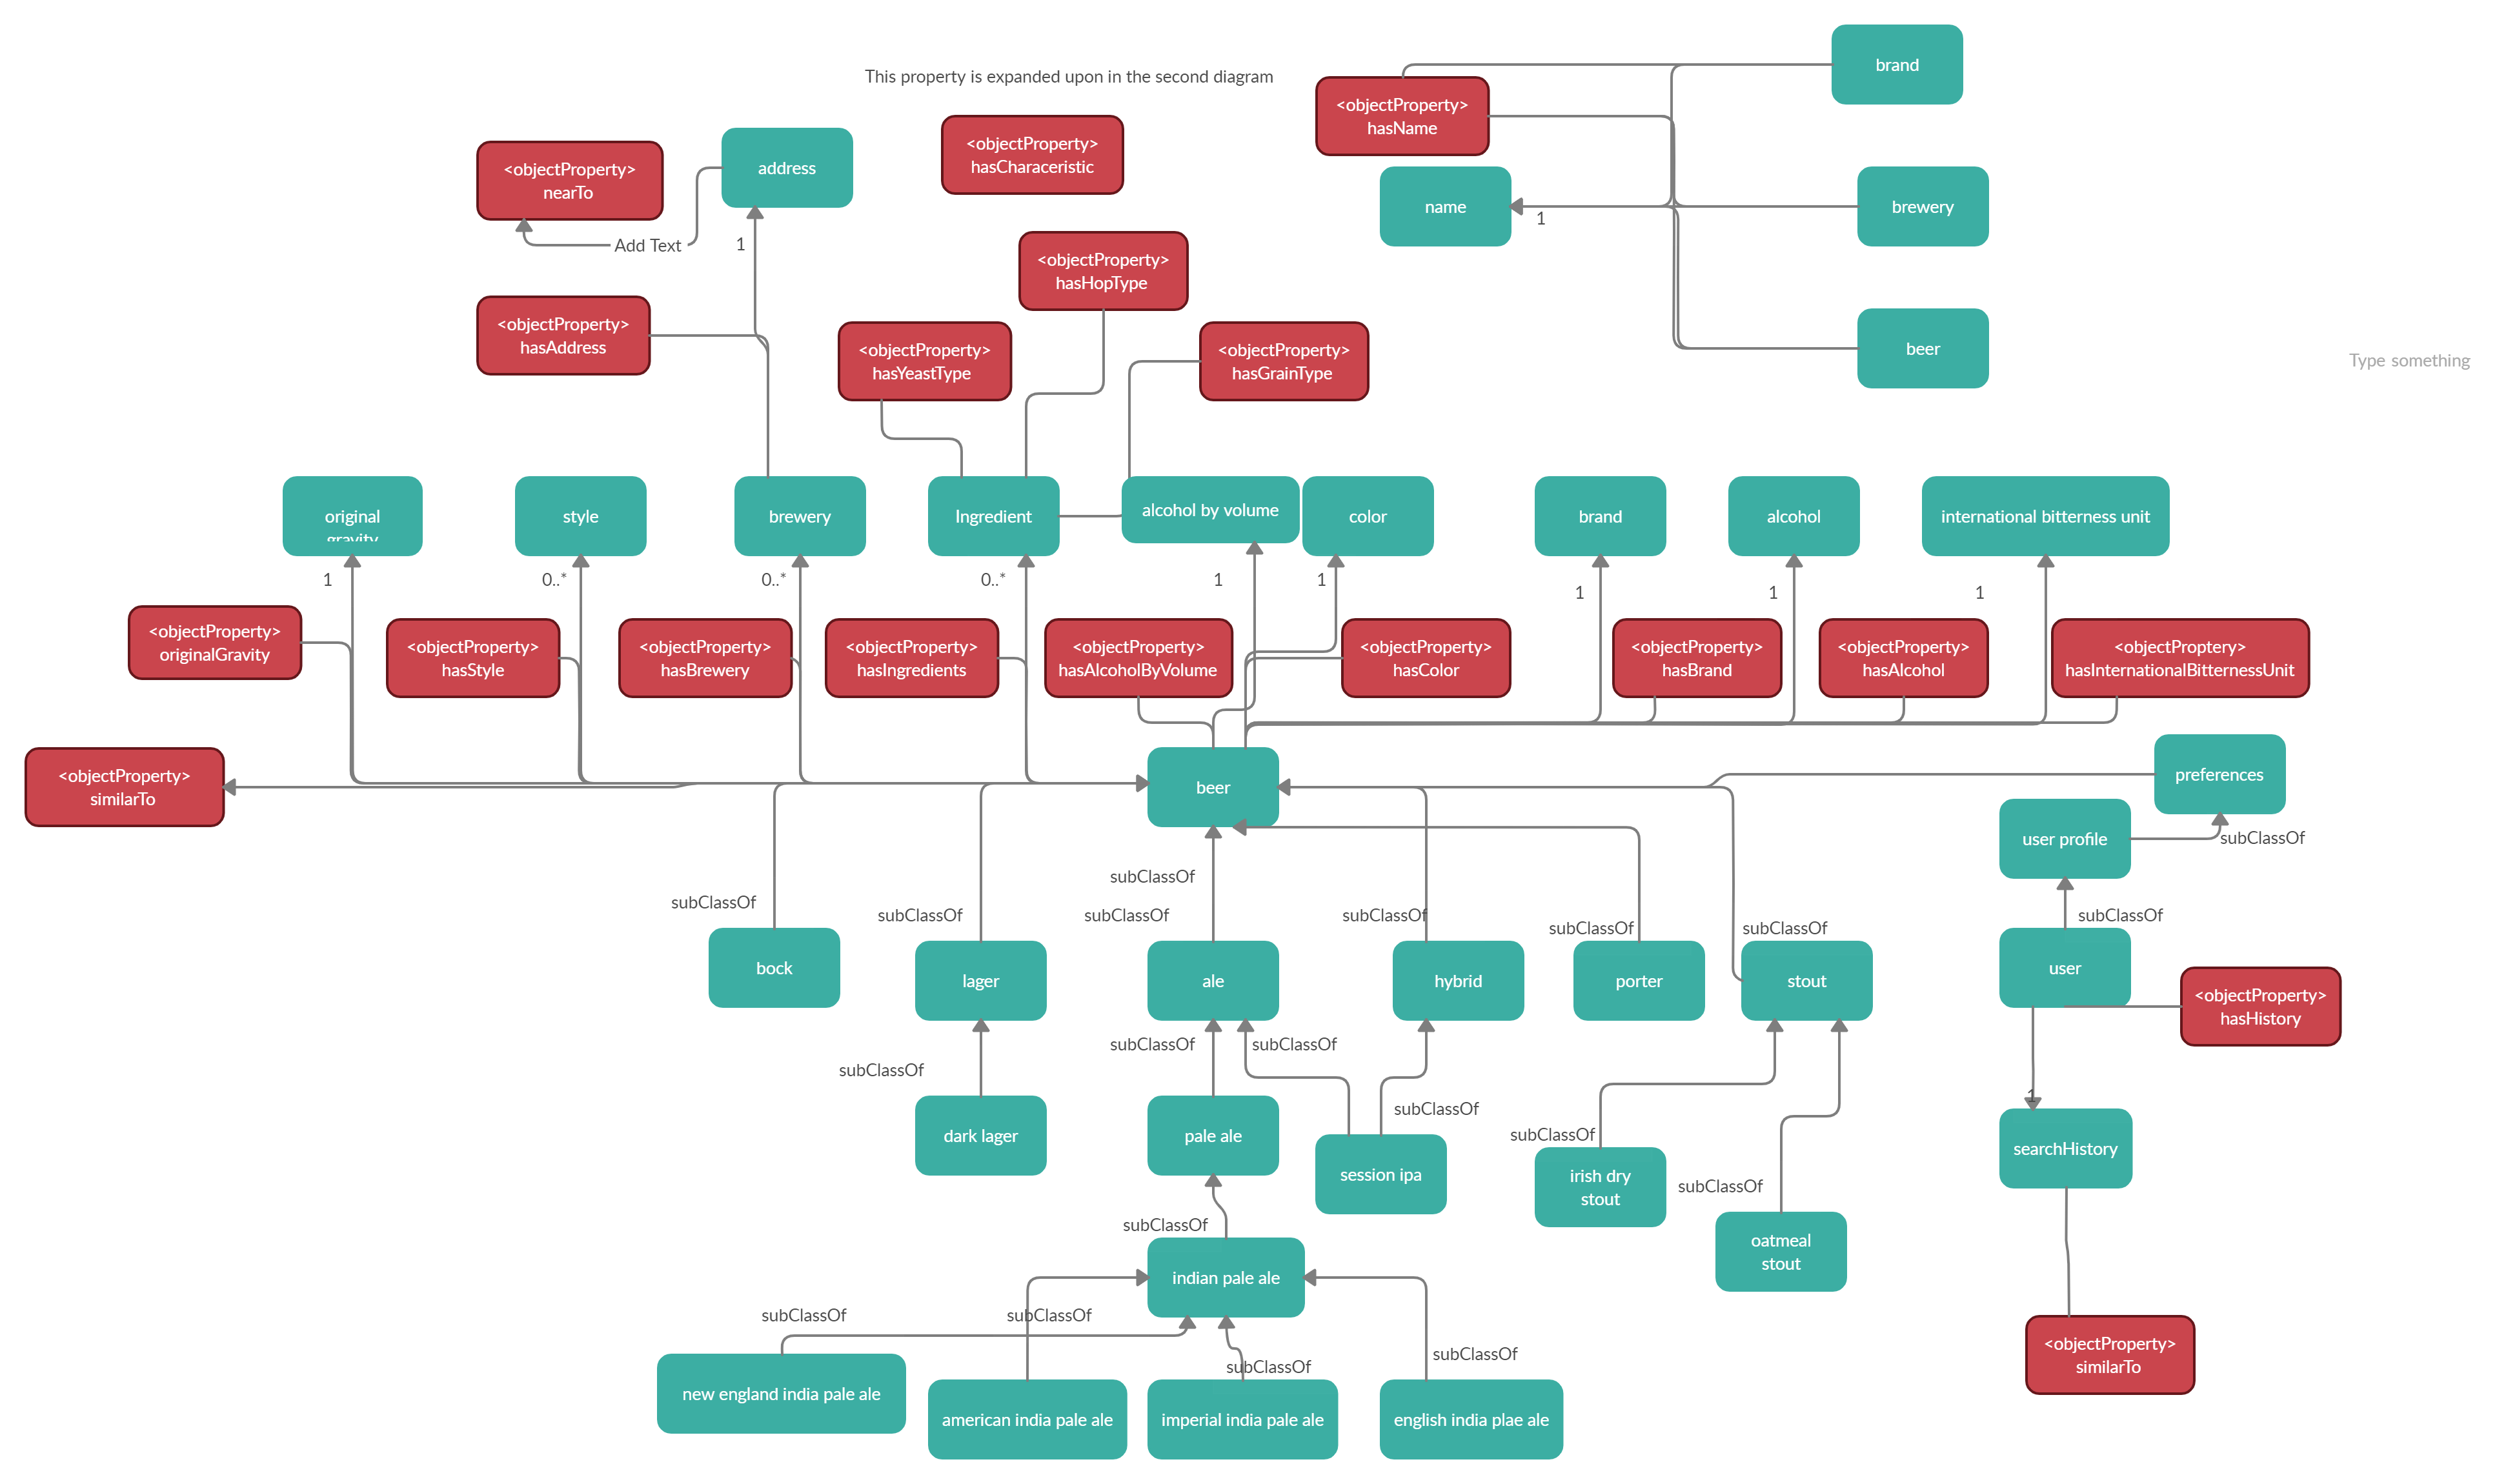 brand
This property is expanded upon in the second diagram
<objectProperty>
hasName
<objectProperty>
hasCharaceristic
address
<objectProperty>
nearTo
name
1
brewery
Add Text
1
<objectProperty>
hasHopType
<objectProperty>
hasAddress
<objectProperty>
hasYeastType
<objectProperty>
hasGrainType
beer
Type something
original
gravity
style
brewery
Ingredient
alcohol by volume
color
brand
alcohol
international bitterness unit
1
0..*
0..*
0..*
1
1
1
1
1
<objectProperty>
originalGravity
<objectProperty>
hasStyle
<objectProperty>
hasBrewery
<objectProperty>
hasIngredients
<objectProperty>
hasAlcoholByVolume
<objectProperty>
hasColor
<objectProperty>
hasBrand
<objectProperty>
hasAlcohol
<objectProptery>
hasInternationalBitternessUnit
<objectProperty>
similarTo
beer
preferences
user profile
subClassOf
subClassOf
subClassOf
subClassOf
subClassOf
subClassOf
subClassOf
subClassOf
subClassOf
bock
lager
ale
hybrid
porter
stout
user
<objectProperty>
hasHistory
subClassOf
subClassOf
subClassOf
1
dark lager
pale ale
subClassOf
session ipa
subClassOf
irish dry
stout
searchHistory
subClassOf
subClassOf
oatmeal
stout
indian pale ale
subClassOf
subClassOf
subClassOf
subClassOf
<objectProperty>
similarTo
new england india pale ale
american india pale ale
imperial india pale ale
english india plae ale